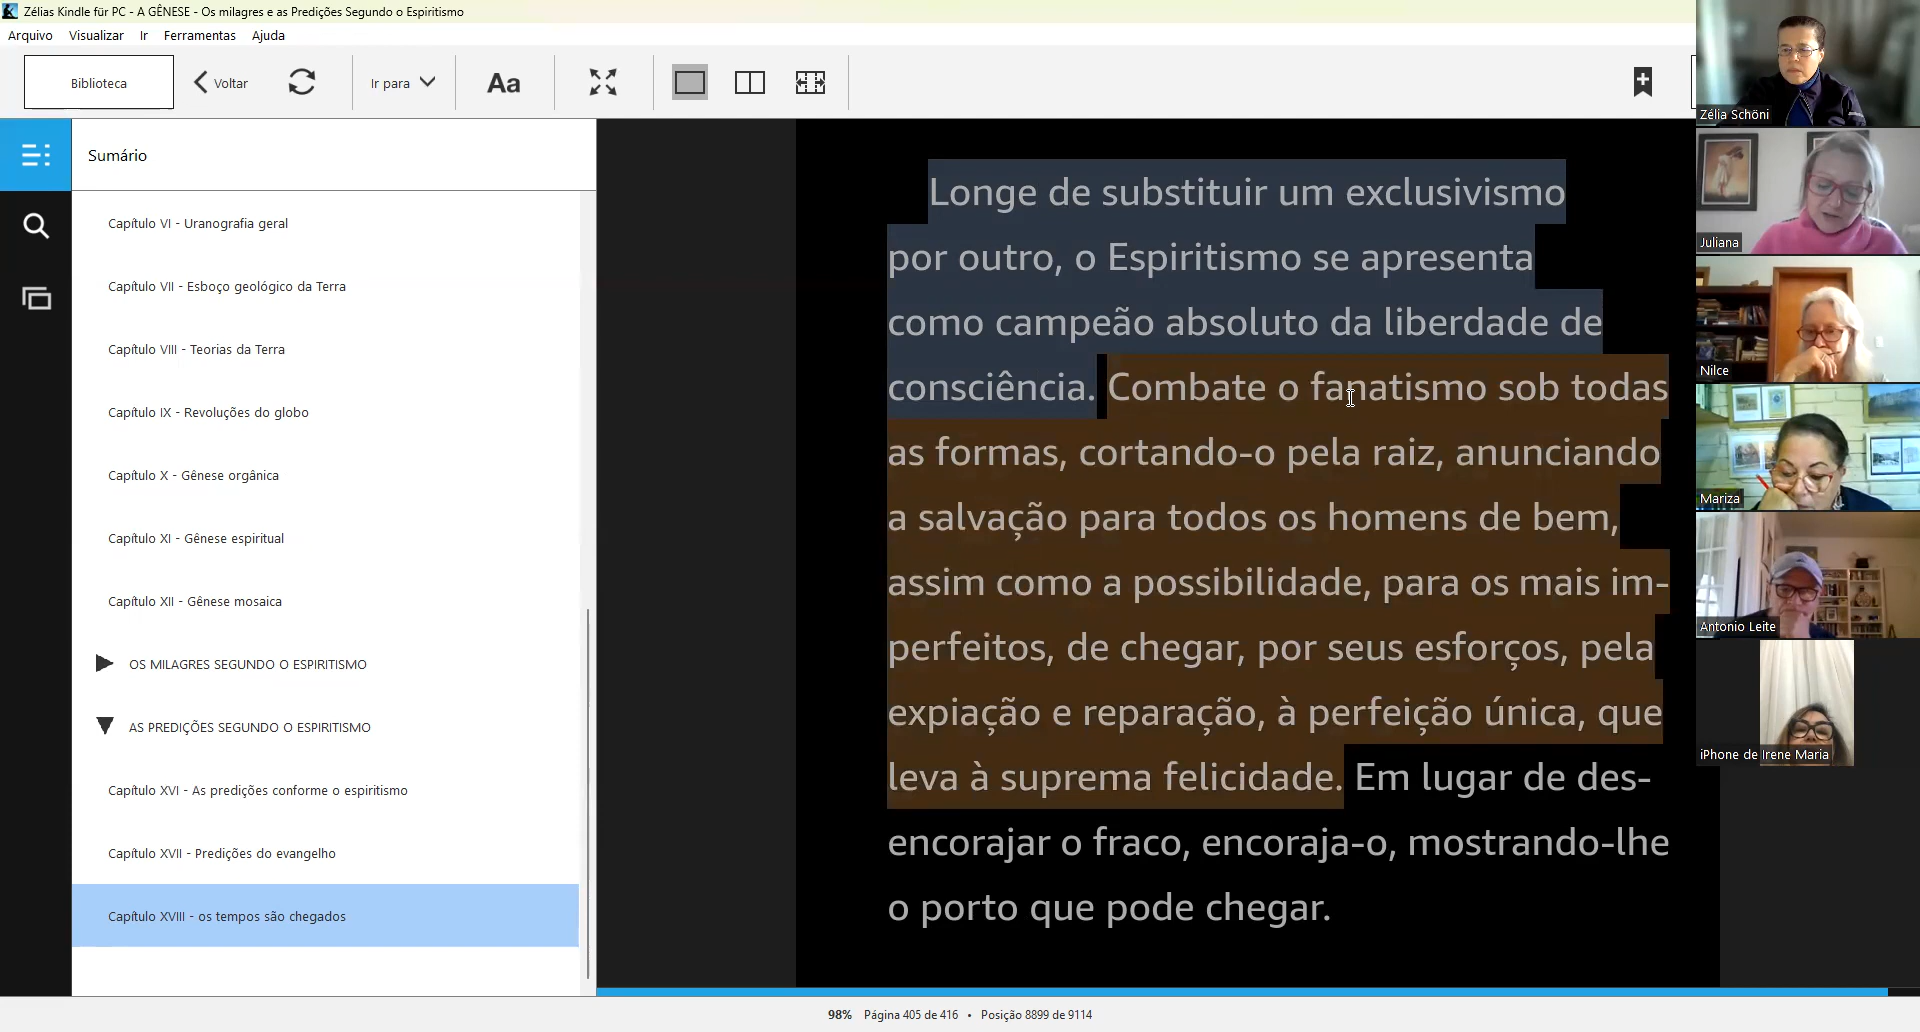 Zélias Kindle für PC - A GÊNESE - Os milagres e as Predições Segundo o Espiritismo
Arquivo Visualizar Ir Ferramentas Ajuda
Biblioteca Voltar Ir para Aa
Sumário
Capítulo VI - Uranografia geral
Capítulo VII - Esboço geológico da Terra
Capítulo VIII - Teorias da Terra
Capítulo IX - Revoluções do globo
Capítulo X - Gênese orgânica
Capítulo XI - Gênese espiritual
Capítulo XII - Gênese mosaica
OS MILAGRES SEGUNDO O ESPIRITISMO
AS PREDIÇÕES SEGUNDO O ESPIRITISMO
Capítulo XVI - As predições conforme o espiritismo
Capítulo XVII - Predições do evangelho
Capítulo XVIII - os tempos são chegados
Longe de substituir um exclusivismo
por outro, o Espiritismo se apresenta
como campeão absoluto da liberdade de
consciência. Combate o fanatismo sob todas
as formas, cortando-o pela raiz, anunciando
a salvação para todos os homens de bem,
assim como a possibilidade, para os mais im-
perfeitos, de chegar, por seus esforços, pela
expiação e reparação, à perfeição única, que
leva à suprema felicidade. Em lugar de des-
encorajar o fraco, encoraja-o, mostrando-lhe
o porto que pode chegar.
98% Página 405 de 416 • Posição 8899 de 9114
Zélia Schöni
Juliana
Nilce
Mariza
Antonio Leite
iPhone de Irene Maria